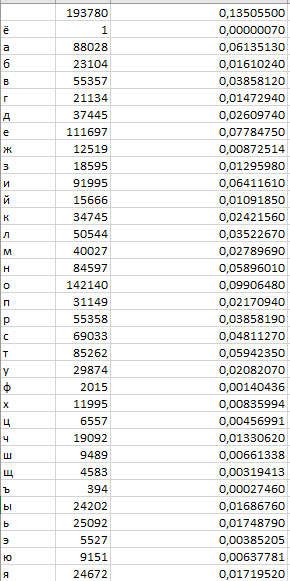 193780 0,13505500
ё 1 0,00000070
а 88028 0,06135130
б 23104 0,01610240
в 55357 0,03858120
г 21134 0,01472940
д 37445 0,02609740
е 111697 0,07784750
ж 12519 0,00872514
з 18595 0,01295980
и 91995 0,06411610
й 15666 0,01091850
к 34745 0,02421560
л 50544 0,03522670
м 40027 0,02789690
н 84597 0,05896010
о 142140 0,09906480
п 31149 0,02170940
р 55358 0,03858190
с 69033 0,04811270
т 85262 0,05942350
у 29874 0,02082070
ф 2015 0,00140436
х 11995 0,00835994
ц 6557 0,00456991
ч 19092 0,01330620
ш 9489 0,00661338
щ 4583 0,00319413
ъ 394 0,00027460
ы 24202 0,01686760
ь 25092 0,01748790
э 5527 0,00385205
ю 9151 0,00637781
я 24672 0,01719520